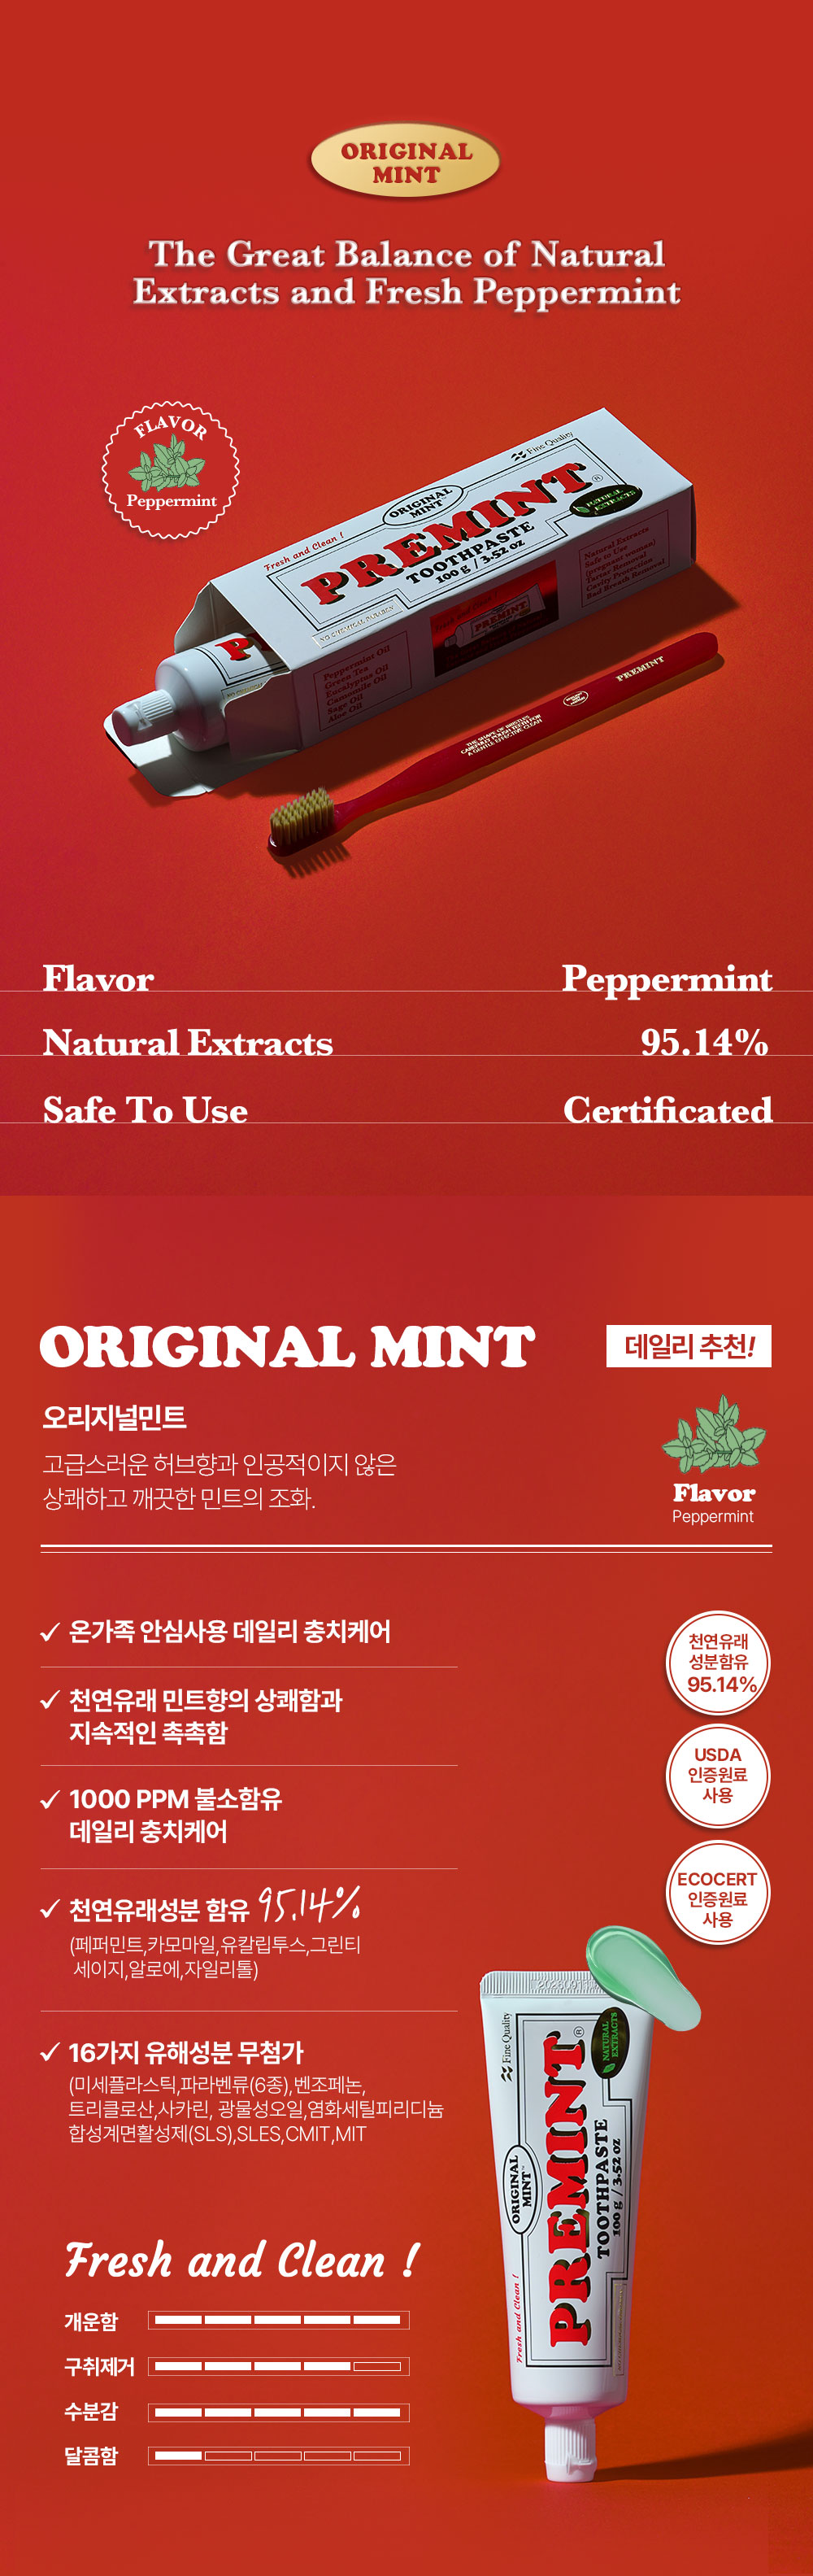 ORIGINAL
MINT
The Great Balance of Natural
Extracts and Fresh Peppermint
FLAVOR
Peppermint
Fine Quality
ORIGINAL
MINT
Fresh and Clean !
PREMINT
TOOTHPASTE
100 g / 3.52 oz
NATURAL
EXTRACTS
Natural Extracts
Safe to Use
(pregnant woman)
Tartar Removal
Cavity Protection
Bad Breath Removal
Peppermint Oil
Green Tea
Eucalyptus Oil
Camomile Oil
Sage Oil
Aloe Oil
PREMINT
PREMINT
Flavor
Peppermint
Natural Extracts
95.14%
Safe To Use
Certificated
ORIGINAL MINT
데일리 추천!
오리지널민트
고급스러운 허브향과 인공적이지 않은
상쾌하고 깨끗한 민트의 조화.
Flavor
Peppermint
온가족 안심사용 데일리 충치케어
천연유래 민트향의 상쾌함과
지속적인 촉촉함
1000 PPM 불소함유
데일리 충치케어
천연유래성분 함유 95.14%
(페퍼민트,카모마일,유칼립투스,그린티
세이지,알로에,자일리톨)
16가지 유해성분 무첨가
(미세플라스틱,파라벤류(6종),벤조페논,
트리클로산,사카린, 광물성오일,염화세틸피리디늄
합성계면활성제(SLS),SLES,CMIT,MIT
천연유래
성분함유
95.14%
USDA
인증원료
사용
ECOCERT
인증원료
사용
Fine Quality
NATURAL
EXTRACTS
PREMINT
ORIGINAL
MINT
TOOTHPASTE
100 g / 3.52 oz
Fresh and Clean !
Fresh and Clean !
개운함
구취제거
수분감
달콤함